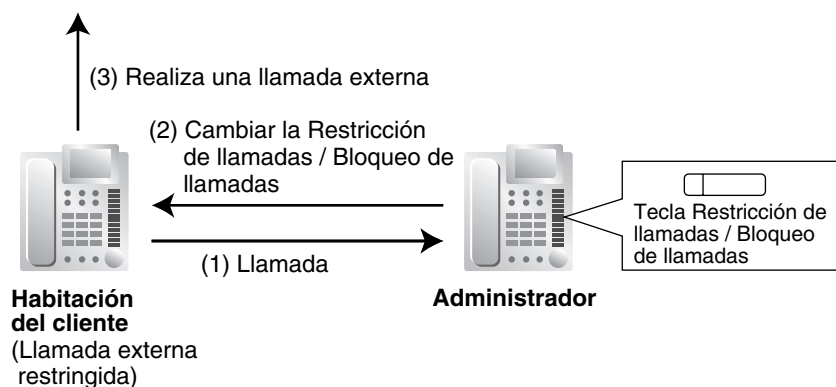 (3) Realiza una llamada externa
(2) Cambiar la Restricción
de llamadas / Bloqueo de
llamadas
(1) Llamada
Tecla Restricción de
llamadas / Bloqueo
de llamadas
Habitación
del cliente
(Llamada externa
restringida)
Administrador